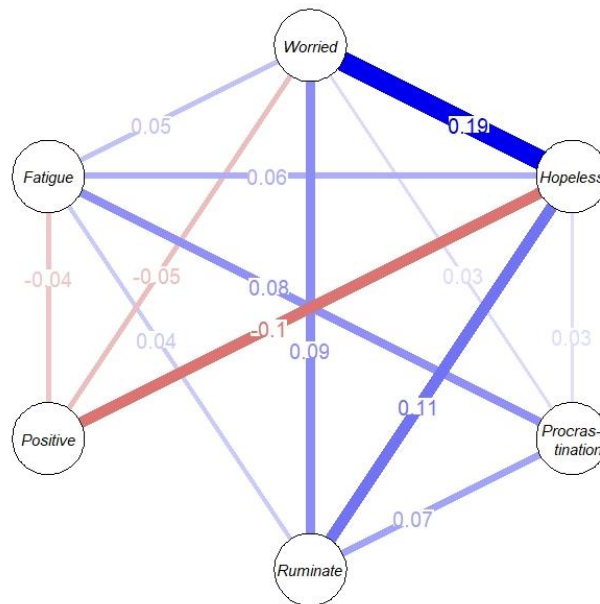 Worried
0.19
0.05
Fatigue
0.06
Hopeless
-0.04
-0.05
0.08
0.03
-0.1
0.04
0.09
0.03
0.11
Positive
Procras-
tination
0.07
Ruminate